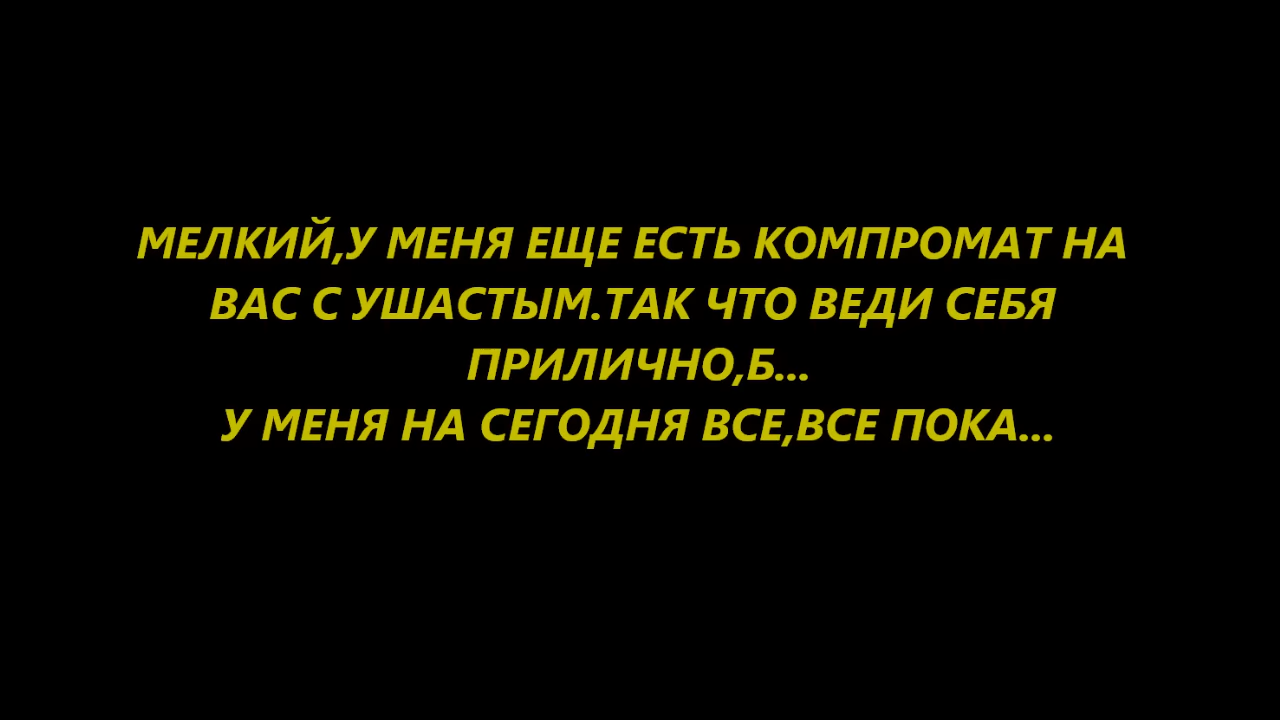 МЕЛКИЙ,У МЕНЯ ЕЩЕ ЕСТЬ КОМПРОМАТ НА
ВАС С УШАСТЫМ.ТАК ЧТО ВЕДИ СЕБЯ
ПРИЛИЧНО,Б...
У МЕНЯ НА СЕГОДНЯ ВСЕ,ВСЕ ПОКА...